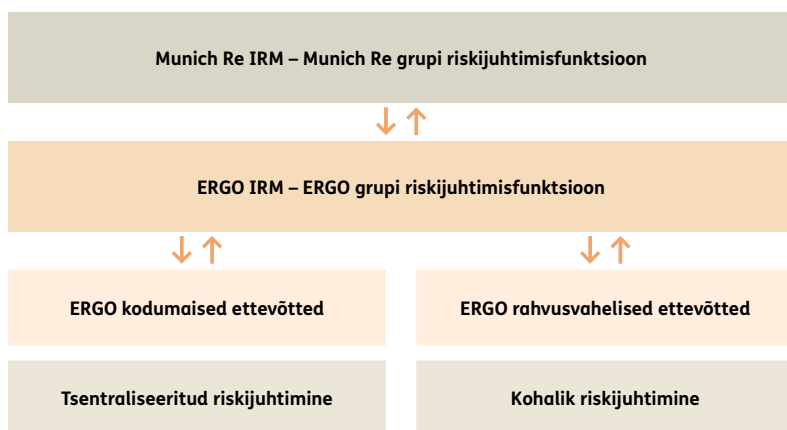 Munich Re IRM – Munich Re grupi riskijuhtimisfunktsioon
ERGO IRM – ERGO grupi riskijuhtimisfunktsioon
ERGO kodumaised ettevõtted
ERGO rahvusvahelised ettevõtted
Tsentraliseeritud riskijuhtimine
Kohalik riskijuhtimine